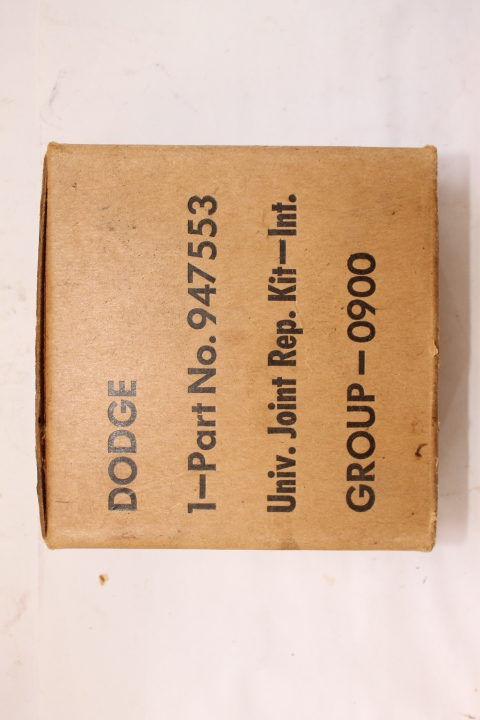 DODGE
1-Part No. 947553
Univ. Joint Rep. Kit-Int.
GROUP-0900